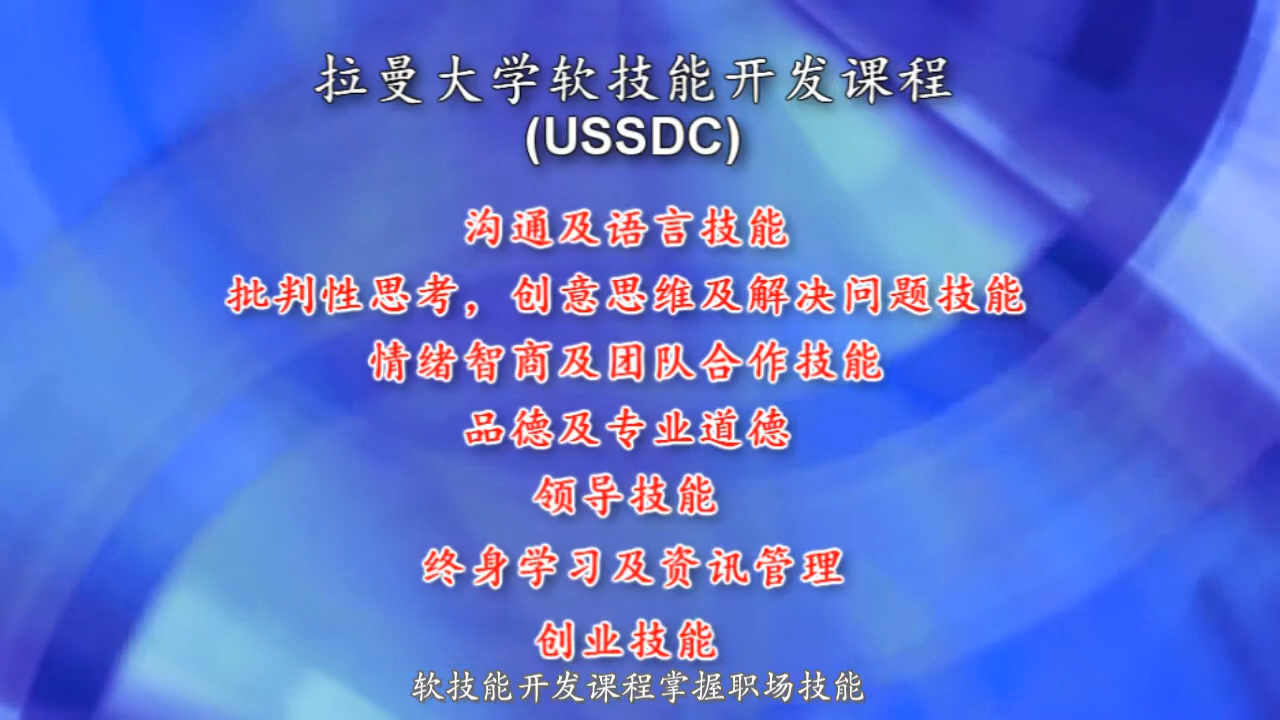 拉曼大学软技能开发课程
(USSDC)
沟通及语言技能
批判性思考，创意思维及解决问题技能
情绪智商及团队合作技能
品德及专业道德
领导技能
终身学习及资讯管理
创业技能
软技能开发课程掌握职场技能